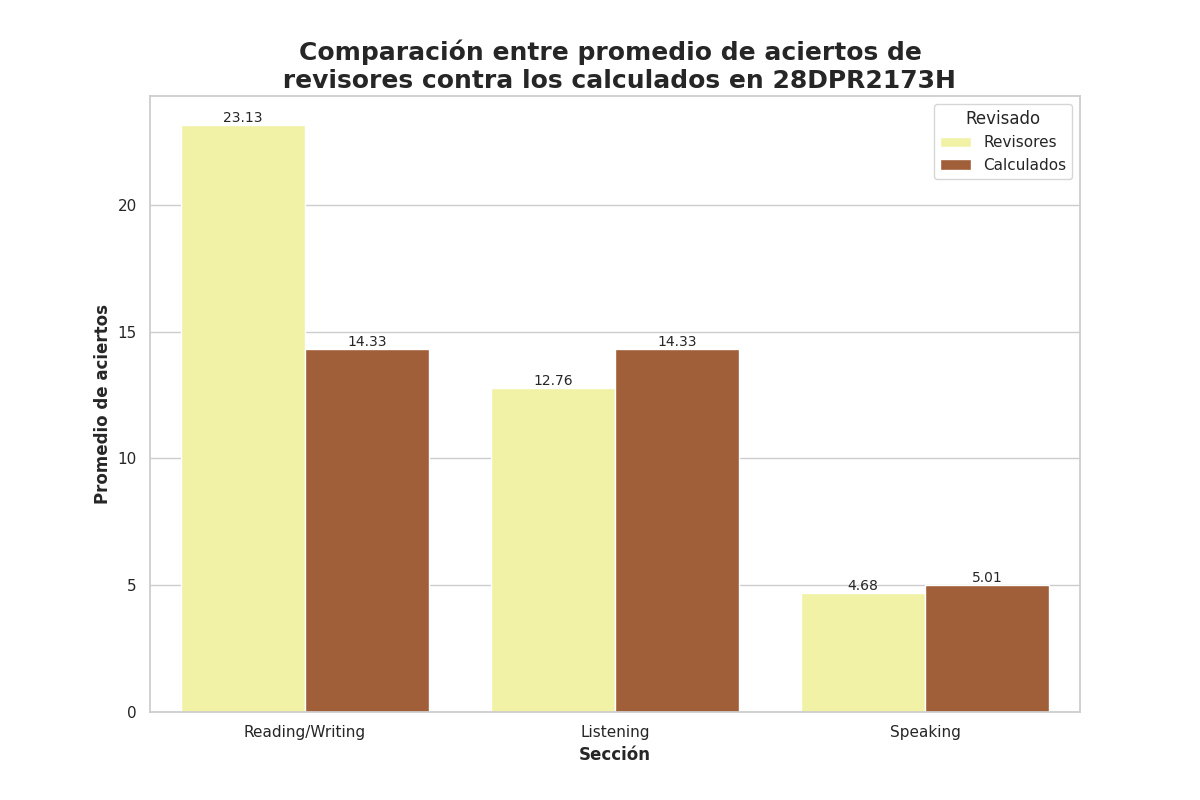 Comparación entre promedio de aciertos de
revisores contra los calculados en 28DPR2173H
Revisado
Revisores
Calculados
Promedio de aciertos
20
15
10
5
0
23.13
14.33
12.76
14.33
4.68
5.01
Reading/Writing
Listening
Speaking
Sección